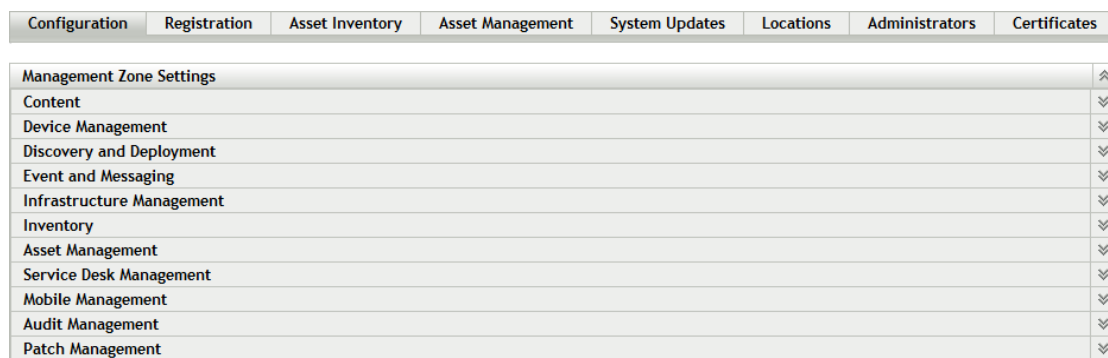 Configuration Registration Asset Inventory Asset Management System Updates Locations Administrators Certificates
Management Zone Settings
Content
Device Management
Discovery and Deployment
Event and Messaging
Infrastructure Management
Inventory
Asset Management
Service Desk Management
Mobile Management
Audit Management
Patch Management